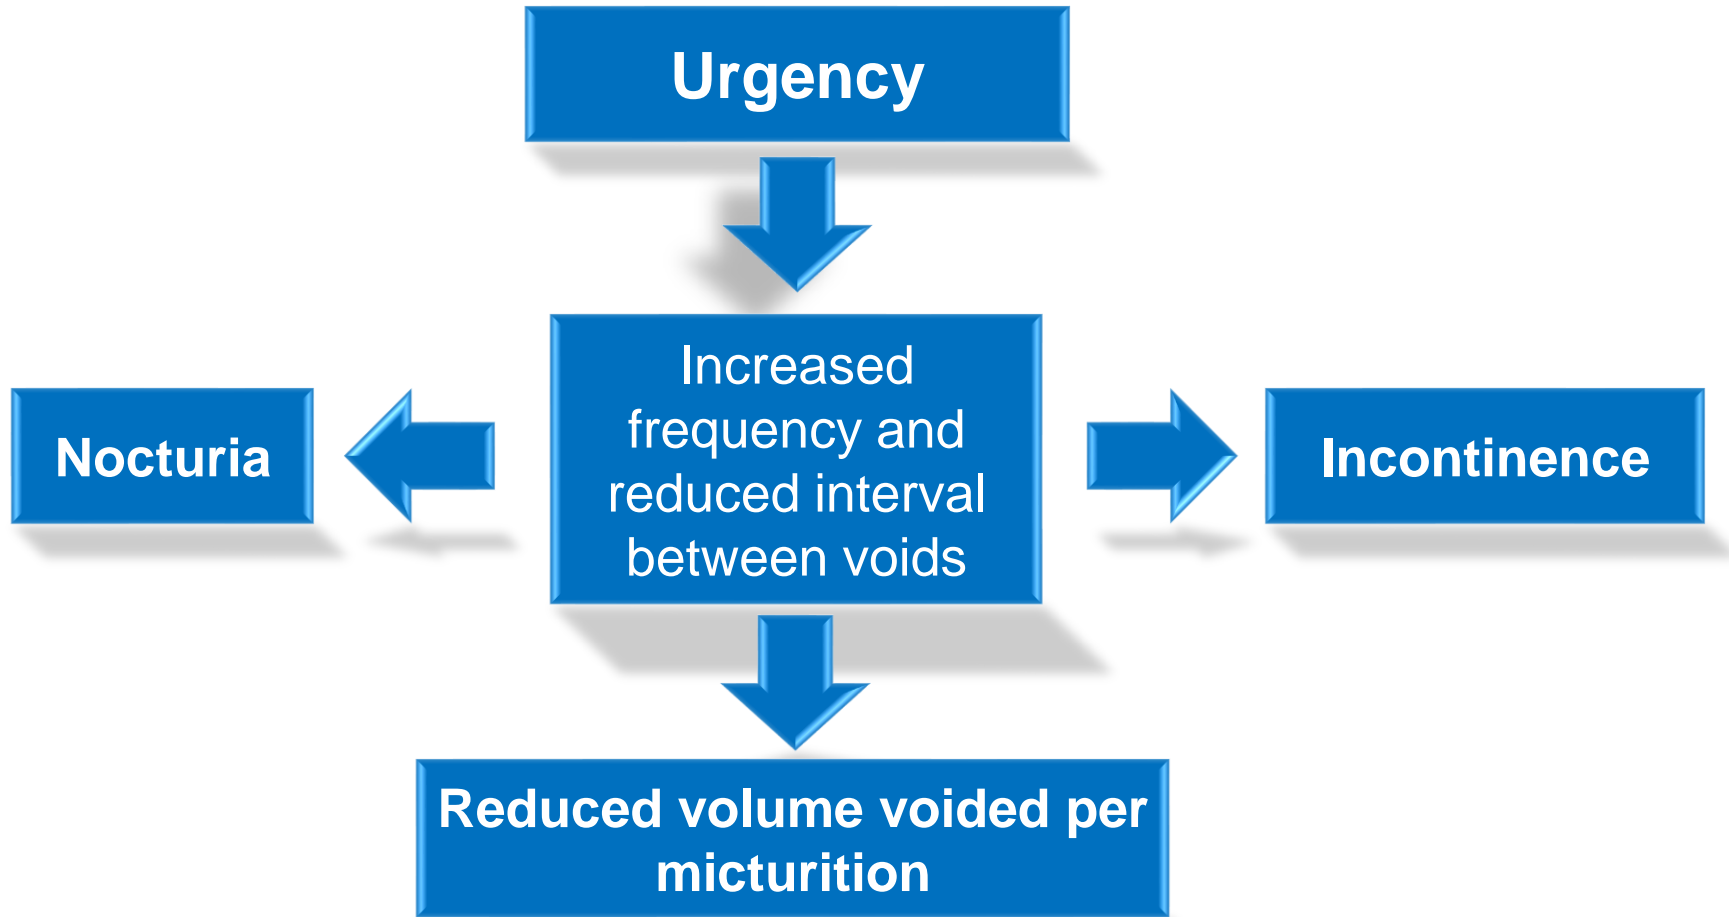 Urgency
Increased
frequency and
reduced interval
between voids
Nocturia
Incontinence
Reduced volume voided per
micturition